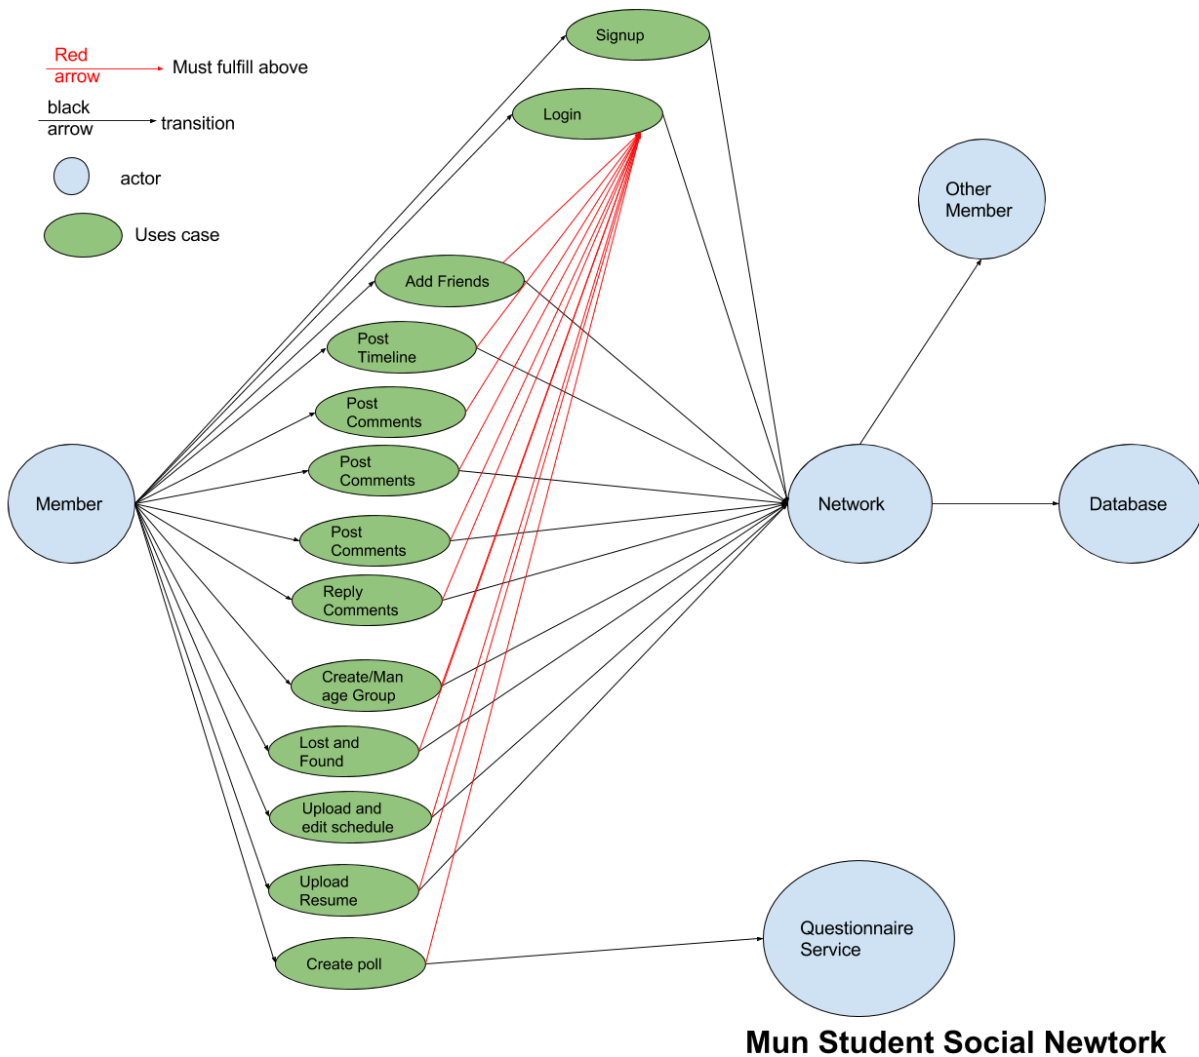 Red
arrow
Must fulfill above
black
arrow
transition
actor
Uses case
Signup
Login
Other
Member
Add Friends
Post
Timeline
Post
Comments
Post
Comments
Post
Comments
Reply
Comments
Member
Network
Database
Create/Man
age Group
Lost and
Found
Upload and
edit schedule
Upload
Resume
Create poll
Questionnaire
Service
Mun Student Social Newtork